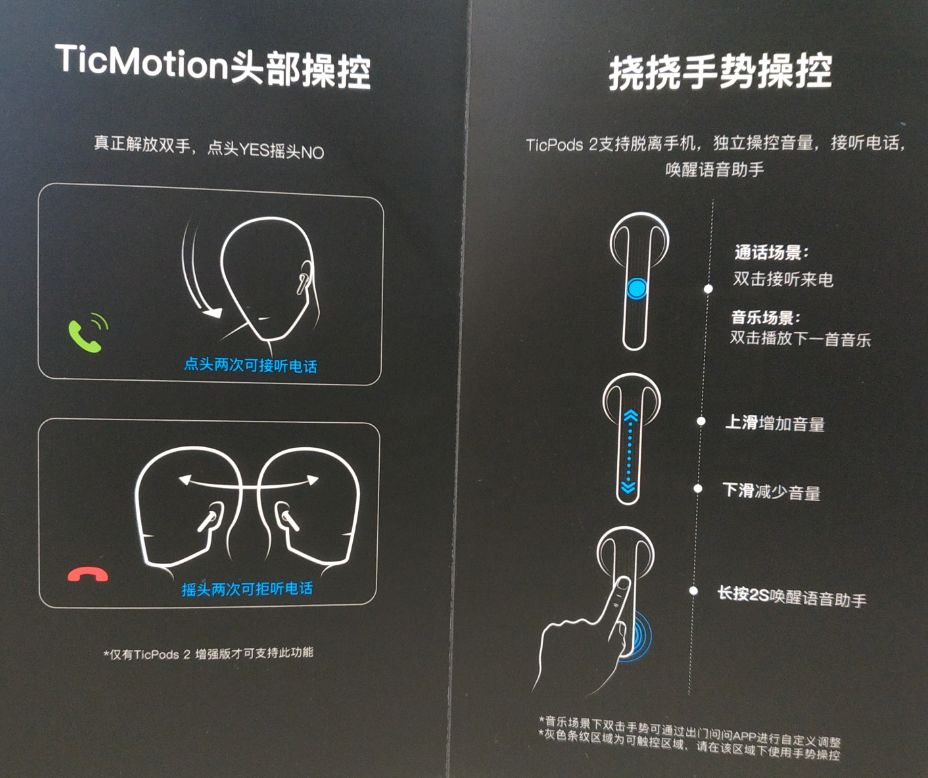 TicMotion头部操控
真正解放双手，点头YES摇头NO
点头两次可接听电话
摇头两次可拒听电话
*仅有TicPods 2 增强版才可支持此功能
挠挠手势操控
TicPods 2支持脱离手机，独立操控音量，接听电话，
唤醒语音助手
通话场景：
双击接听来电
音乐场景：
双击播放下一首音乐
上滑增加音量
下滑减少音量
长按2S唤醒语音助手
*音乐场景下双击手势可通过出门问问APP进行自定义调整
*灰色条纹区域为可触控区域，请在该区域下使用手势操控